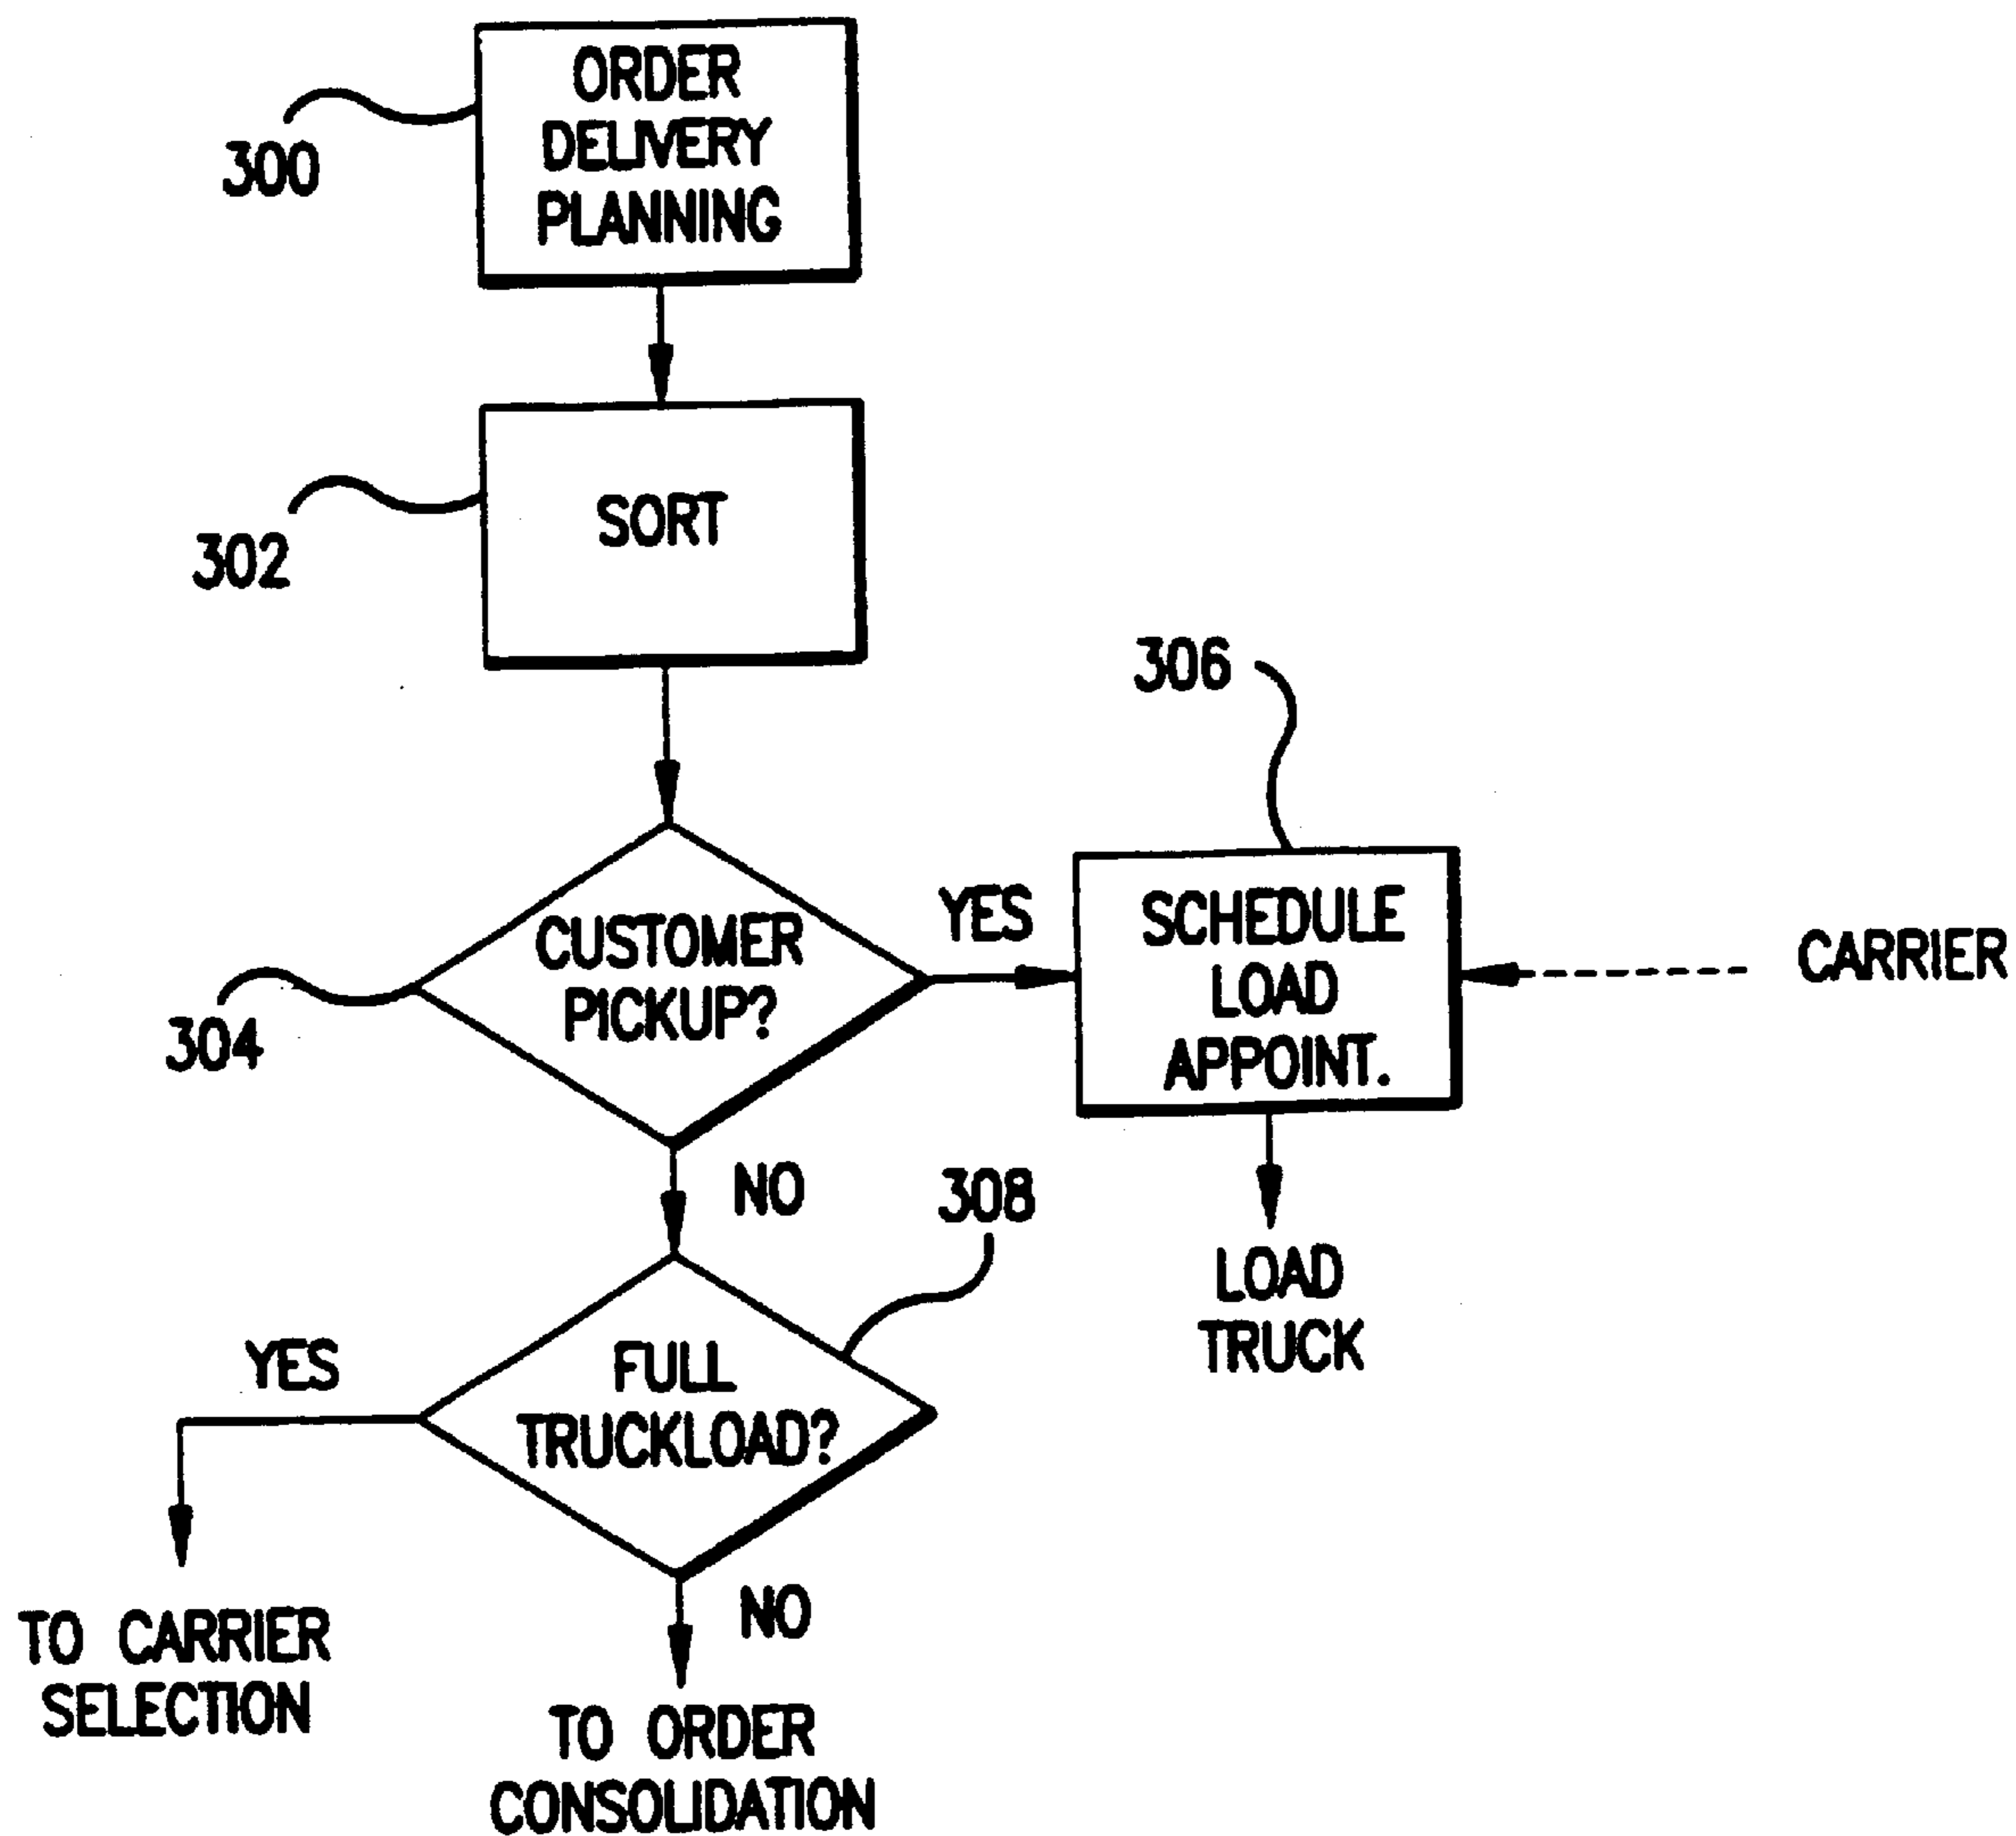 ORDER
DELIVERY
PLANNING
300
SORT
302
306
CUSTOMER
PICKUP?
304
YES
SCHEDULE
LOAD
APPOINT.
CARRIER
NO
308
LOAD
TRUCK
FULL
TRUCKLOAD?
YES
NO
TO CARRIER
SELECTION
TO ORDER
CONSOLIDATION